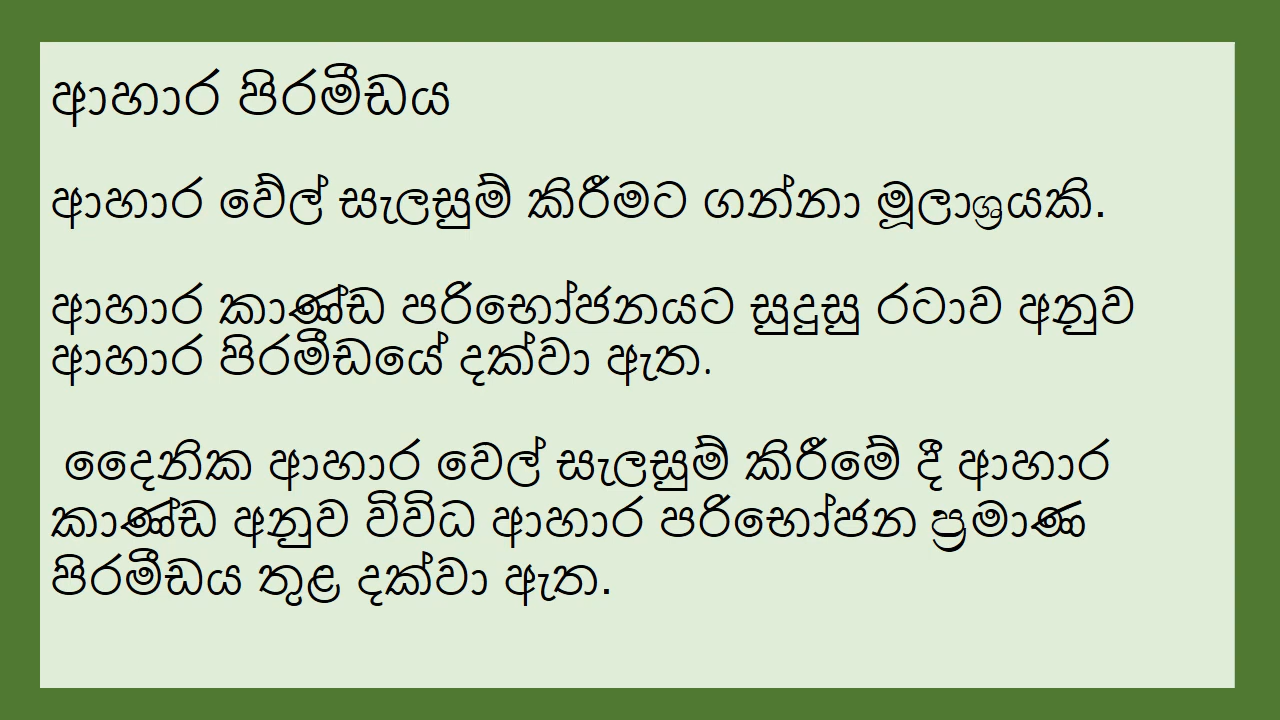 ආහාර පිරමීඩය
ආහාර වේල් සැලසුම් කිරීමට ගන්නා මූලාශ්‍රයකි.
ආහාර කාණ්ඩ පරිභෝජනයට සුදුසු රටාව අනුව
ආහාර පිරමීඩයේ දක්වා ඇත.
දෛනික ආහාර වෙල් සැලසුම් කිරීමේ දී ආහාර
කාණ්ඩ අනුව විවිධ ආහාර පරිභෝජන ප්‍රමාණ
පිරමීඩය තුළ දක්වා ඇත.